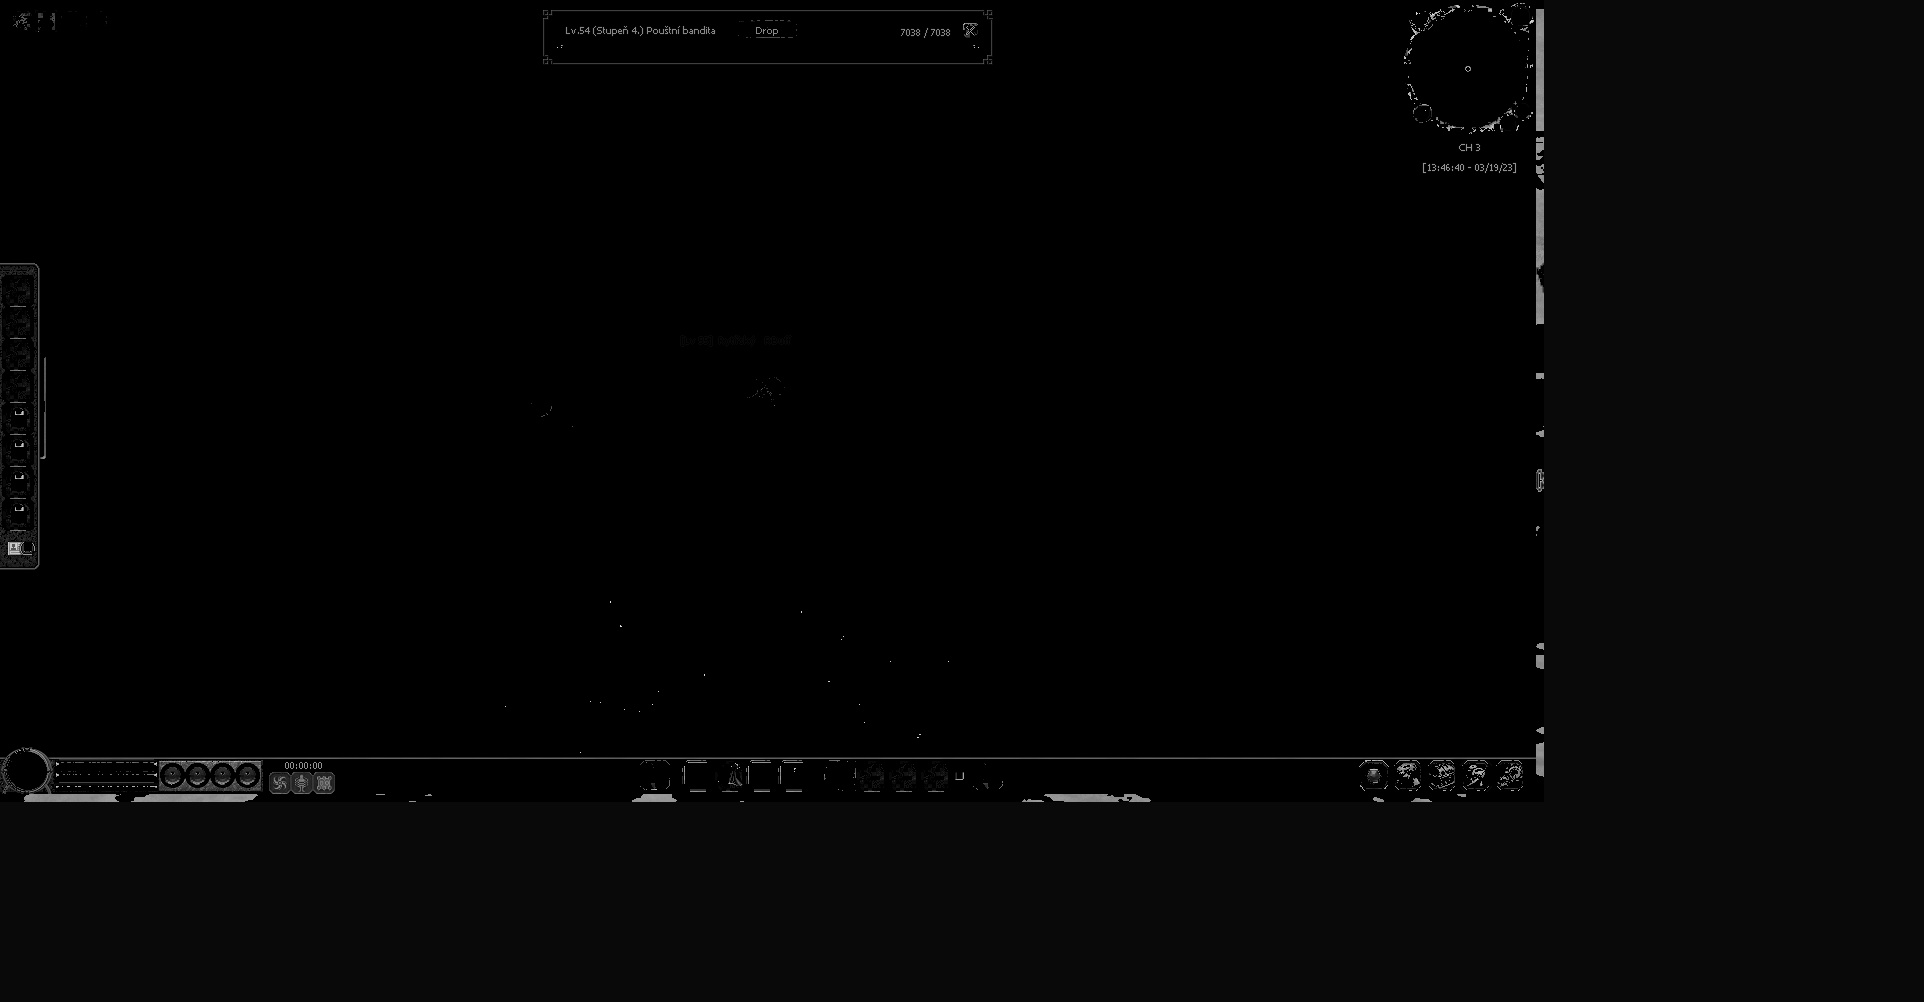 Lv.54 (Stupeň 4.) Pouštní bandita
Drop
7038 / 7038
CH 3
[13:46:40 - 03/19/23]
00:00:00